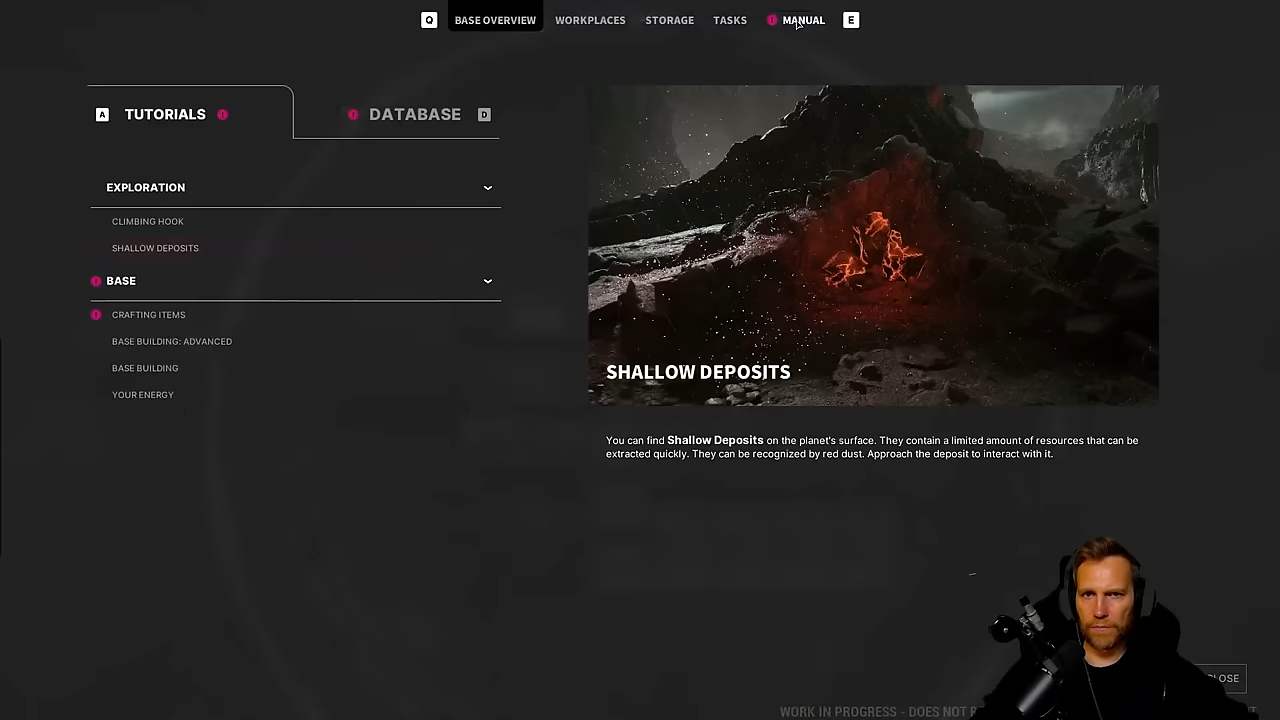 Q BASE OVERVIEW WORKPLACES STORAGE TASKS ! MANUAL E
A TUTORIALS ! ! DATABASE D
EXPLORATION
CLIMBING HOOK
SHALLOW DEPOSITS
! BASE
! CRAFTING ITEMS
BASE BUILDING: ADVANCED
BASE BUILDING
YOUR ENERGY
SHALLOW DEPOSITS
You can find Shallow Deposits on the planet's surface. They contain a limited amount of resources that can be
extracted quickly. They can be recognized by red dust. Approach the deposit to interact with it.
WORK IN PROGRESS - DOES NOT